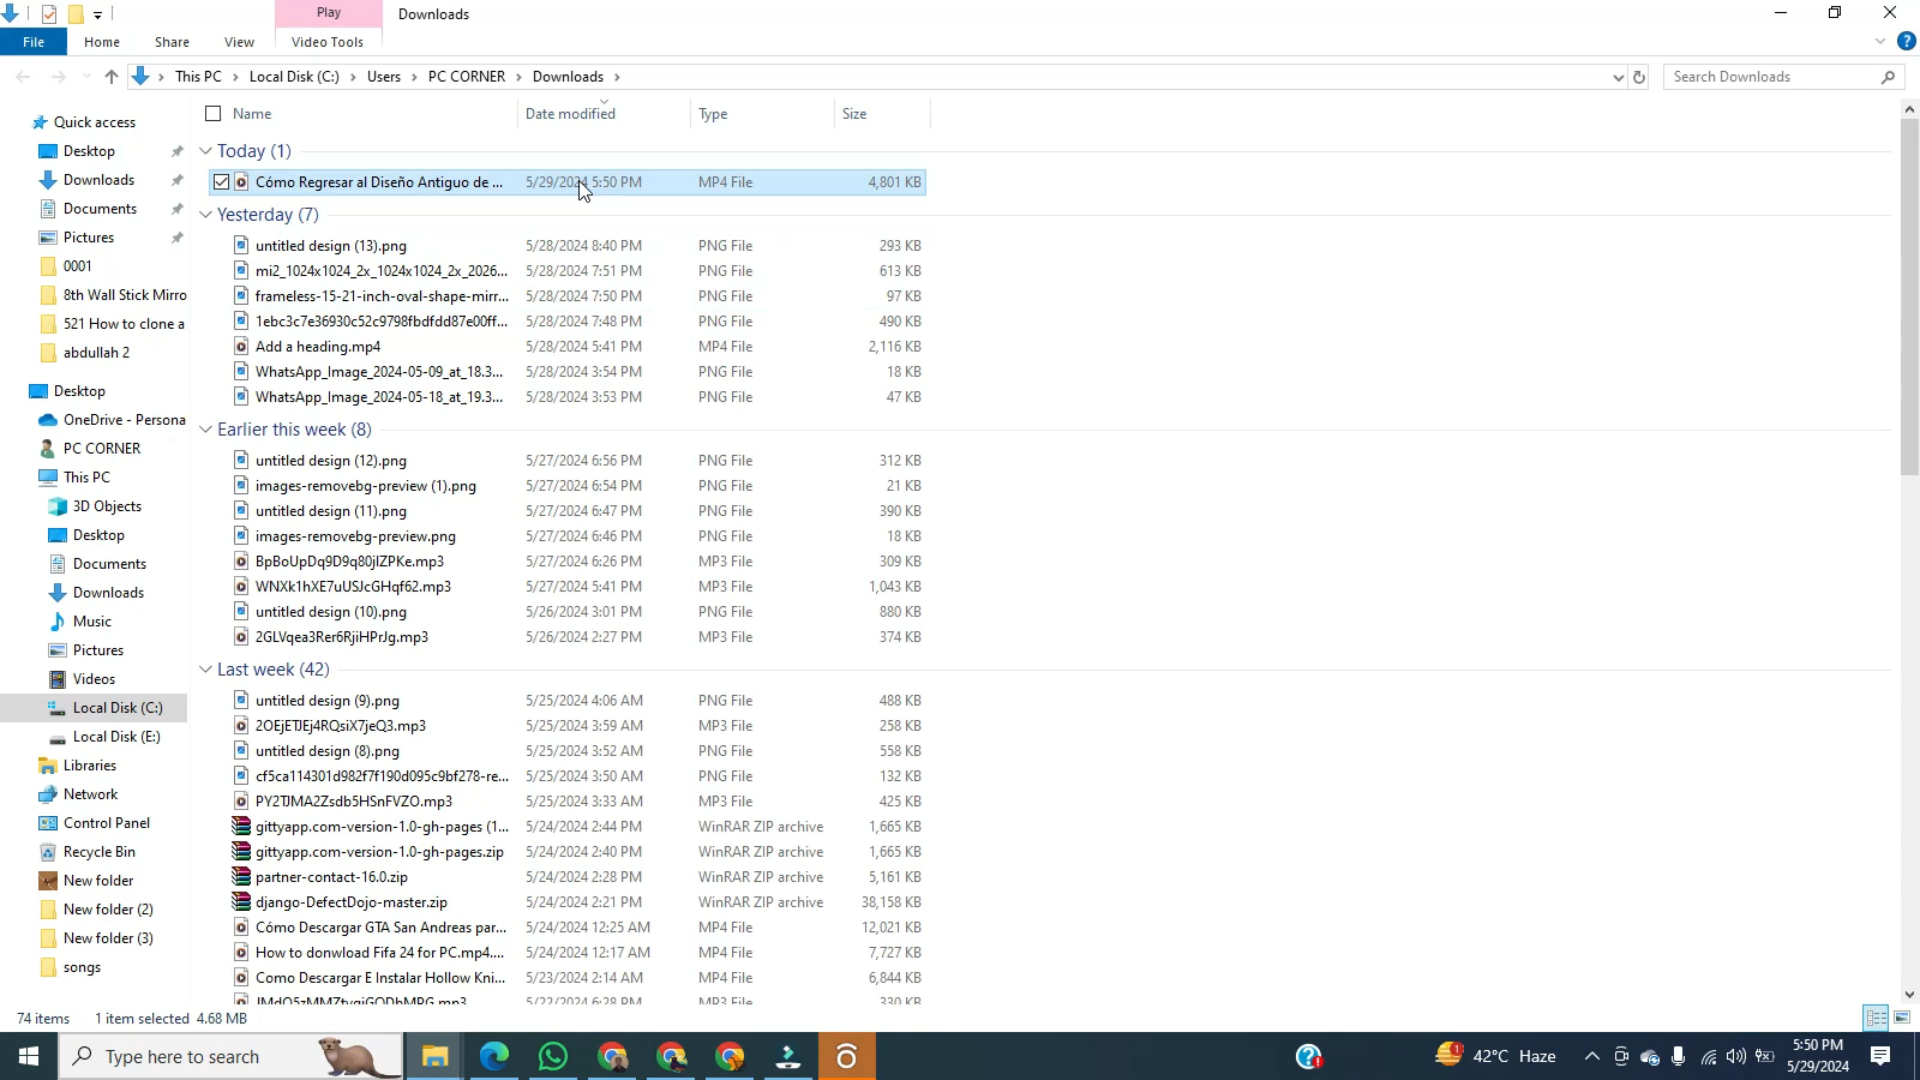 Play
Downloads
File
Home
Share
View
Video Tools
This PC
Local Disk (C:)
Users
PC CORNER
Downloads
Search Downloads
Quick access
Desktop
Downloads
Documents
Pictures
0001
8th Wall Stick Mirro
521 How to clone a
abdullah 2
Desktop
OneDrive - Persona
PC CORNER
This PC
3D Objects
Desktop
Documents
Downloads
Music
Pictures
Videos
Local Disk (C:)
Local Disk (E:)
Libraries
Network
Control Panel
Recycle Bin
New folder
New folder (2)
New folder (3)
songs
Name Date modified Type Size
Today (1)
Cómo Regresar al Diseño Antiguo de ... 5/29/2024 5:50 PM MP4 File 4,801 KB
Yesterday (7)
untitled design (13).png 5/28/2024 8:40 PM PNG File 293 KB
mi2_1024x1024_2x_1024x1024_2x_2026... 5/28/2024 7:51 PM PNG File 613 KB
frameless-15-21-inch-oval-shape-mirr... 5/28/2024 7:50 PM PNG File 97 KB
1ebc3c7e36930c52c9798fbdfdd87e00ff... 5/28/2024 7:48 PM PNG File 490 KB
Add a heading.mp4 5/28/2024 5:41 PM MP4 File 2,116 KB
WhatsApp_Image_2024-05-09_at_18.3... 5/28/2024 3:54 PM PNG File 18 KB
WhatsApp_Image_2024-05-18_at_19.3... 5/28/2024 3:53 PM PNG File 47 KB
Earlier this week (8)
untitled design (12).png 5/27/2024 6:56 PM PNG File 312 KB
images-removebg-preview (1).png 5/27/2024 6:54 PM PNG File 21 KB
untitled design (11).png 5/27/2024 6:47 PM PNG File 390 KB
images-removebg-preview.png 5/27/2024 6:46 PM PNG File 18 KB
BpBoUpDq9D9q80jIZPKe.mp3 5/27/2024 6:26 PM MP3 File 309 KB
WNXk1hXE7uUSJcGHqf62.mp3 5/27/2024 5:41 PM MP3 File 1,043 KB
untitled design (10).png 5/26/2024 3:01 PM PNG File 880 KB
2GLVqea3Rer6RjiHPrJg.mp3 5/26/2024 2:27 PM MP3 File 374 KB
Last week (42)
untitled design (9).png 5/25/2024 4:06 AM PNG File 488 KB
2OEjETJEj4RQsiX7jeQ3.mp3 5/25/2024 3:59 AM MP3 File 258 KB
untitled design (8).png 5/25/2024 3:52 AM PNG File 558 KB
cf5ca114301d982f7f190d095c9bf278-re... 5/25/2024 3:50 AM PNG File 132 KB
PY2TJMA2Zsdb5HSnFVZO.mp3 5/25/2024 3:33 AM MP3 File 425 KB
gittyapp.com-version-1.0-gh-pages (1... 5/24/2024 2:44 PM WinRAR ZIP archive 1,665 KB
gittyapp.com-version-1.0-gh-pages.zip 5/24/2024 2:40 PM WinRAR ZIP archive 1,665 KB
partner-contact-16.0.zip 5/24/2024 2:28 PM WinRAR ZIP archive 5,161 KB
django-DefectDojo-master.zip 5/24/2024 2:21 PM WinRAR ZIP archive 38,158 KB
Cómo Descargar GTA San Andreas par... 5/24/2024 12:25 AM MP4 File 12,021 KB
How to donwload Fifa 24 for PC.mp4.... 5/24/2024 12:17 AM MP4 File 7,727 KB
Como Descargar E Instalar Hollow Kni... 5/23/2024 2:14 AM MP4 File 6,844 KB
5/22/2024 6:28 PM MP3 File 330 KB
74 items 1 item selected 4.68 MB
Type here to search
42°C Haze
5:50 PM
5/29/2024